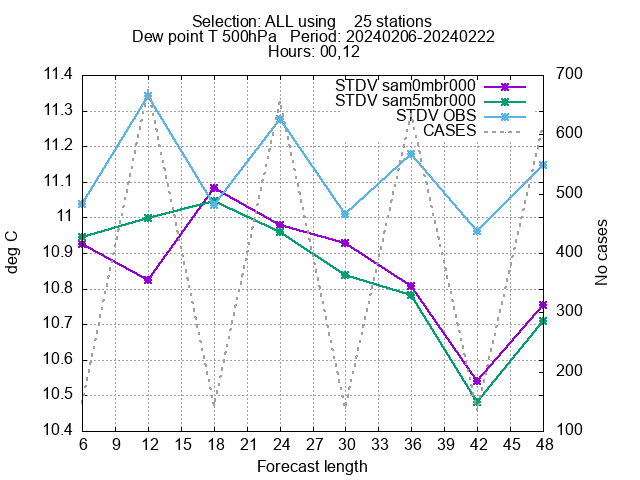 Selection: ALL using    25 stations
Dew point T 500hPa   Period: 20240206-20240222
Hours: 00,12
STDV sam0mbr000
STDV sam5mbr000
STDV OBS
CASES
deg C
11.4
11.3
11.2
11.1
11
10.9
10.8
10.7
10.6
10.5
10.4
700
600
500
400
300
200
100
No cases
6 9 12 15 18 21 24 27 30 33 36 39 42 45 48
Forecast length